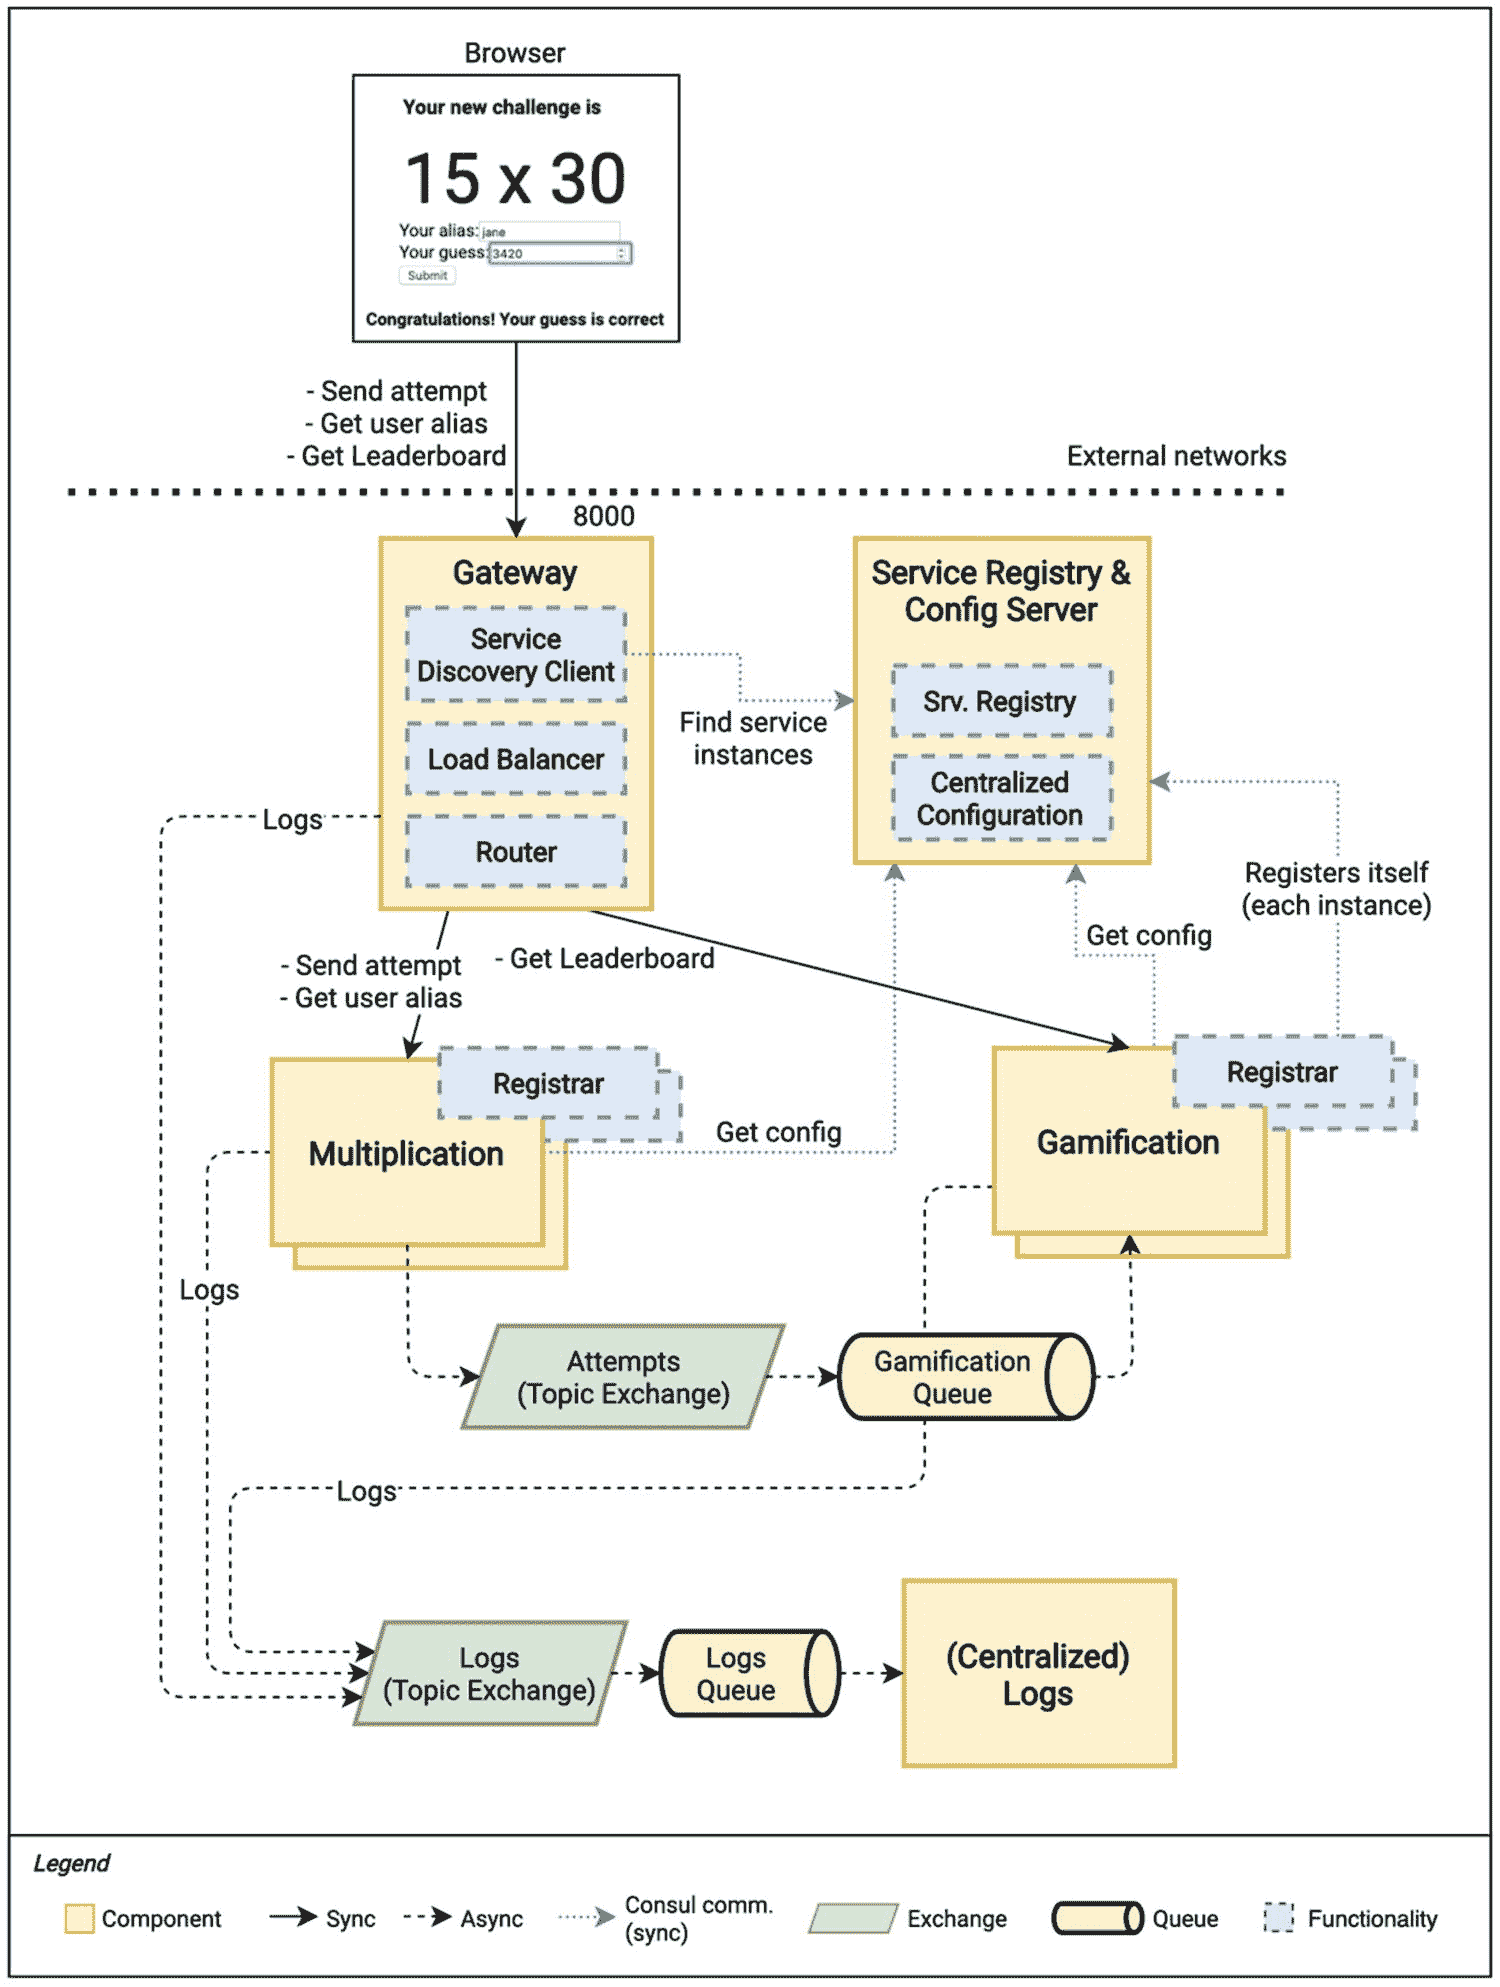 Browser
Your new challenge is
15 x 30
Your alias: jane
Your guess: 3420
Submit
Congratulations! Your guess is correct
- Send attempt
- Get user alias
- Get Leaderboard
External networks
8000
Gateway
Service
Discovery Client
Load Balancer
Router
Service Registry &
Config Server
Srv. Registry
Centralized
Configuration
Find service
instances
Logs
Registers itself
(each instance)
Get config
- Send attempt
- Get user alias
- Get Leaderboard
Registrar
Multiplication
Get config
Registrar
Gamification
Logs
Attempts
(Topic Exchange)
Gamification
Queue
Logs
Logs
(Topic Exchange)
Logs
Queue
(Centralized)
Logs
Legend
Component
Sync
Async
Consul comm.
(sync)
Exchange
Queue
Functionality